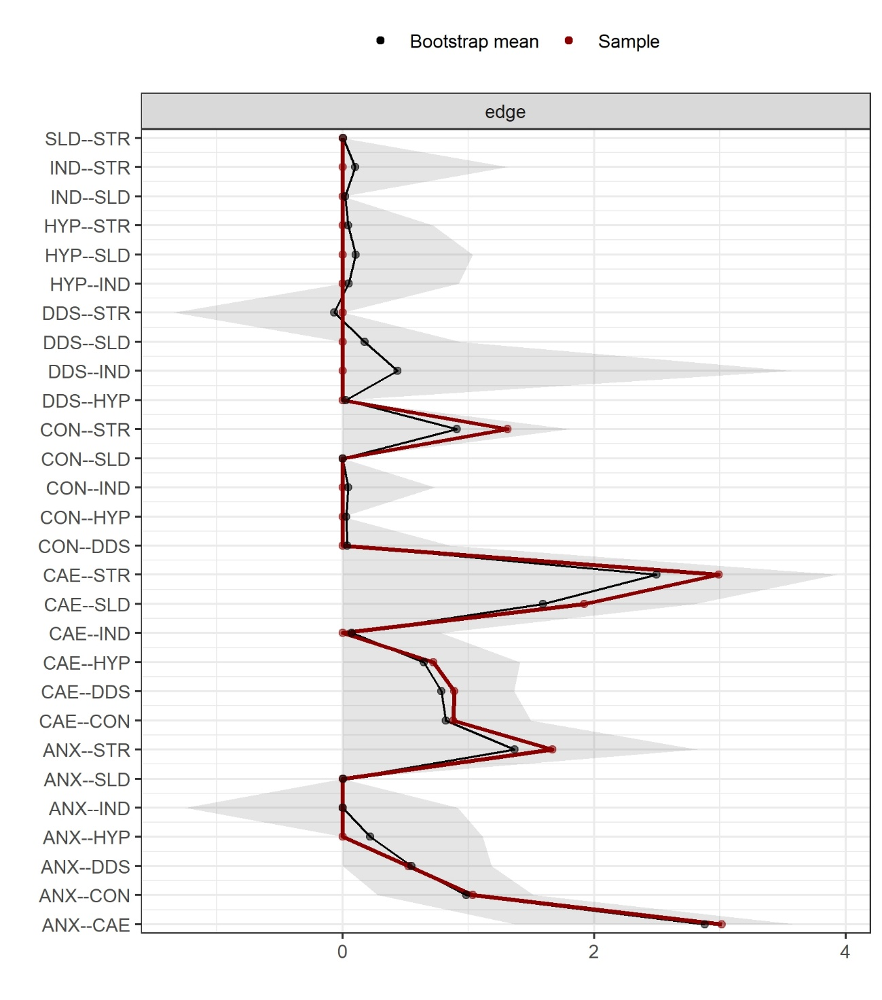 Bootstrap mean Sample
edge
SLD--STR
IND--STR
IND--SLD
HYP--STR
HYP--SLD
HYP--IND
DDS--STR
DDS--SLD
DDS--IND
DDS--HYP
CON--STR
CON--SLD
CON--IND
CON--HYP
CON--DDS
CAE--STR
CAE--SLD
CAE--IND
CAE--HYP
CAE--DDS
CAE--CON
ANX--STR
ANX--SLD
ANX--IND
ANX--HYP
ANX--DDS
ANX--CON
ANX--CAE
0 2 4